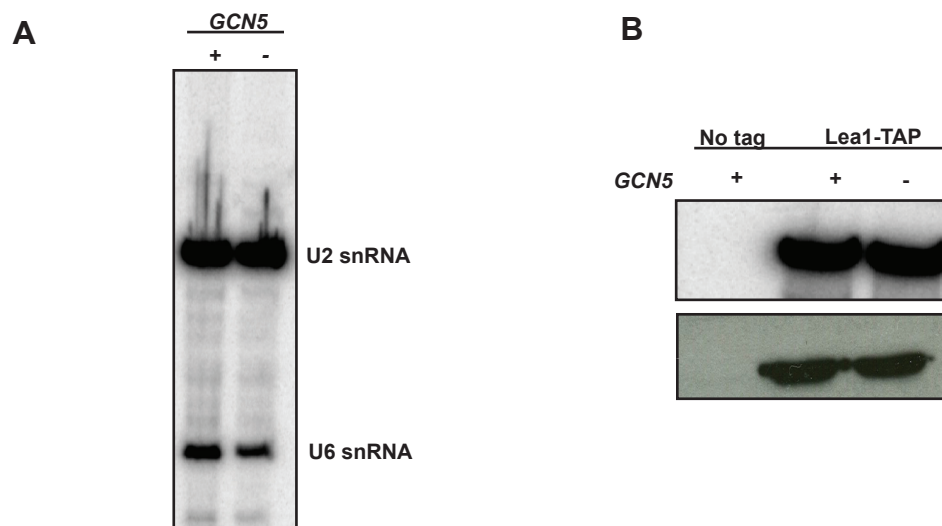 A
GCN5
+ -
U2 snRNA
U6 snRNA
B
No tag Lea1-TAP
GCN5 + + -